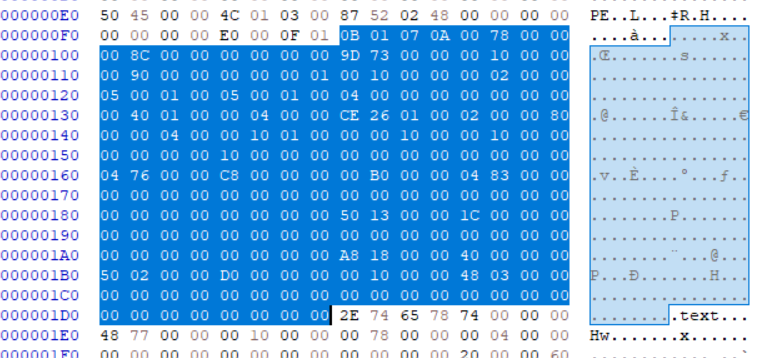 000000E0 50 45 00 00 4C 01 03 00 87 52 02 48 00 00 00 00 PE..L...‡R.H....
000000F0 00 00 00 00 E0 00 0F 01 0B 01 07 0A 00 78 00 00 ....à........x..
00000100 00 8C 00 00 00 00 00 00 9D 73 00 00 00 10 00 00 .Œ.......s......
00000110 00 90 00 00 00 00 00 01 00 10 00 00 00 02 00 00 ................
00000120 05 00 01 00 05 00 01 00 04 00 00 00 00 00 00 00 ................
00000130 00 40 01 00 00 04 00 00 CE 26 01 00 02 00 00 80 .@......Î&.....€
00000140 00 00 04 00 00 10 01 00 00 00 10 00 00 10 00 00 ................
00000150 00 00 00 00 10 00 00 00 00 00 00 00 00 00 00 00 ................
00000160 04 76 00 00 C8 00 00 00 00 B0 00 00 04 83 00 00 .v..È....°...ƒ..
00000170 00 00 00 00 00 00 00 00 00 00 00 00 00 00 00 00 ................
00000180 00 00 00 00 00 00 00 00 50 13 00 00 1C 00 00 00 ........P.......
00000190 00 00 00 00 00 00 00 00 00 00 00 00 00 00 00 00 ................
000001A0 00 00 00 00 00 00 00 00 A8 18 00 00 40 00 00 00 ........¨...@...
000001B0 50 02 00 00 D0 00 00 00 00 10 00 00 48 03 00 00 P...Ð.......H...
000001C0 00 00 00 00 00 00 00 00 00 00 00 00 00 00 00 00 ................
000001D0 00 00 00 00 00 00 00 00 2E 74 65 78 74 00 00 00 .........text...
000001E0 48 77 00 00 00 10 00 00 00 78 00 00 00 04 00 00 Hw.......x......
000001F0 00 00 00 00 00 00 00 00 00 00 00 00 20 00 00 60 ............ ..`